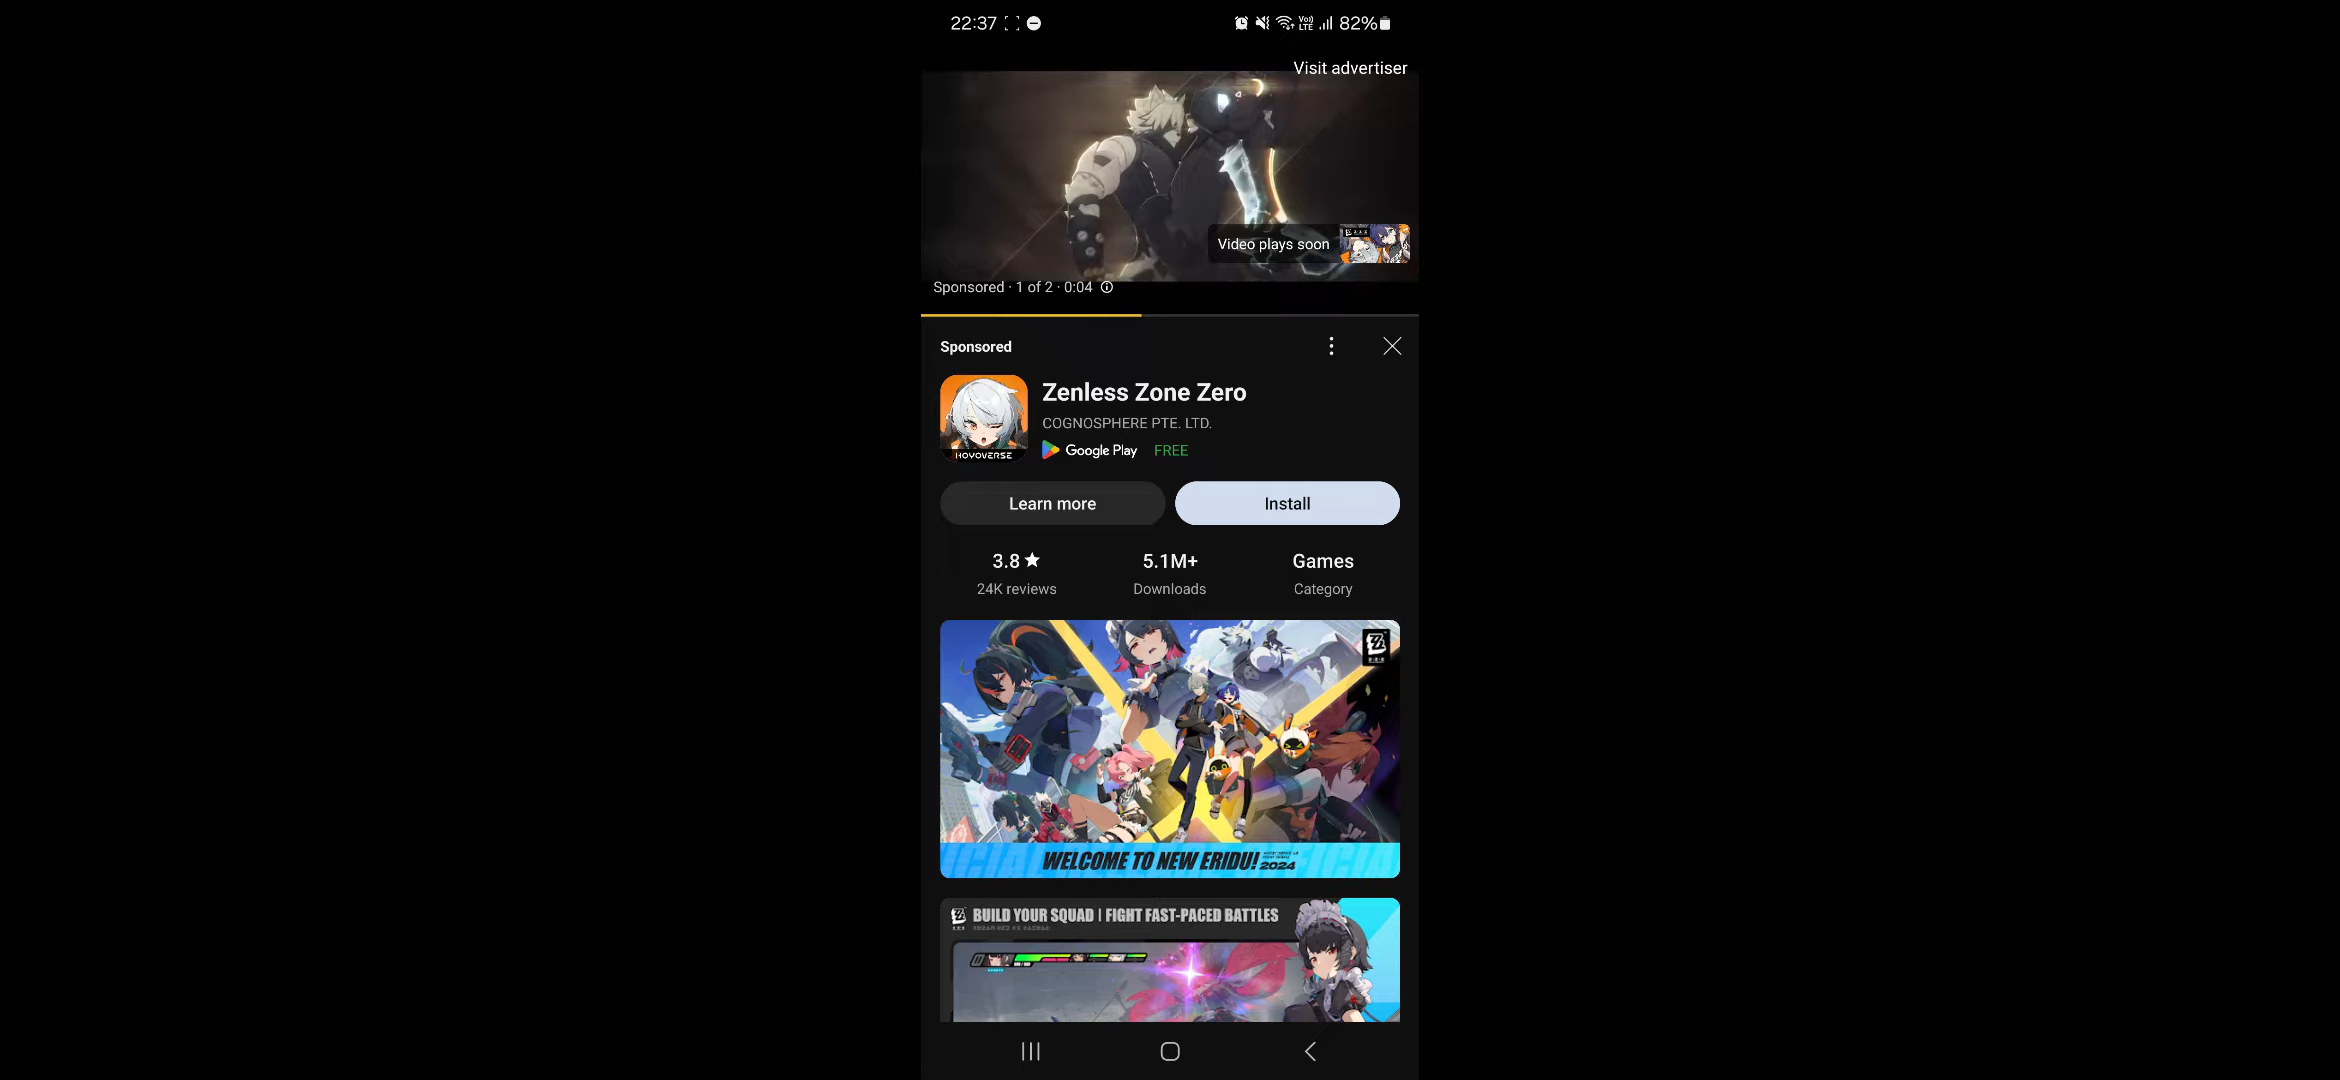 22:37
Vo))
LTE
82%
Visit advertiser
Video plays soon
Sponsored · 1 of 2 · 0:04
Sponsored
Zenless Zone Zero
COGNOSPHERE PTE. LTD.
Google Play FREE
HOYOVERSE
Learn more
Install
3.8★
24K reviews
5.1M+
Downloads
Games
Category
WELCOME TO NEW ERIDU!
2024
BUILD YOUR SQUAD | FIGHT FAST-PACED BATTLES